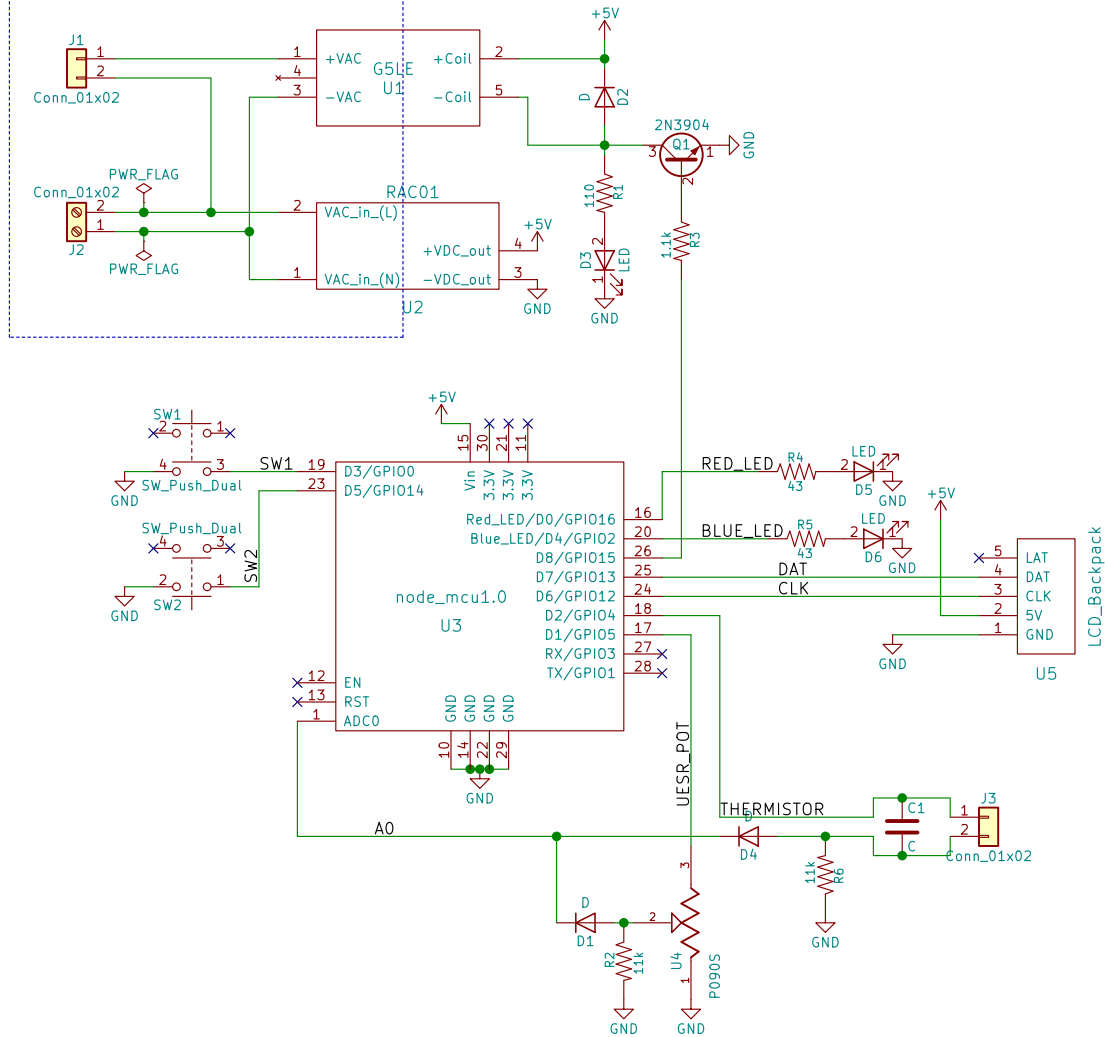 +5V
J1
1
2
Conn_01x02
1
4
3
+VAC
-VAC
G5LE
U1
+Coil
-Coil
2
5
D
D2
2N3904
Q1
3
1
2
GND
PWR_FLAG
Conn_01x02
2
1
J2
PWR_FLAG
RAC01
2
VAC_in_(L)
+VDC_out
4
+5V
1
VAC_in_(N)
-VDC_out
3
GND
U2
110
R1
2
D3
LED
1
GND
1.1k
R3
+5V
SW1
2
1
4
3
SW_Push_Dual
GND
SW1
SW_Push_Dual
4
3
2
1
SW2
GND
SW2
15
30
21
11
Vin
3.3V
3.3V
3.3V
19
D3/GPIO0
23
D5/GPIO14
Red_LED/D0/GPIO16
16
Blue_LED/D4/GPIO2
20
D8/GPIO15
26
D7/GPIO13
25
D6/GPIO12
24
D2/GPIO4
18
D1/GPIO5
17
RX/GPIO3
27
TX/GPIO1
28
node_mcu1.0
U3
12
EN
13
RST
1
ADC0
GND
GND
GND
GND
10
14
22
29
GND
RED_LED
R4
43
LED
2
1
D5
GND
BLUE_LED
R5
43
LED
2
1
D6
GND
+5V
DAT
CLK
5
LAT
4
DAT
3
CLK
2
5V
1
GND
GND
U5
LCD_Backpack
UESR_POT
THERMISTOR
A0
D
D4
C1
C
J3
1
2
Conn_01x02
11k
R6
GND
D
D1
R2
11k
GND
3
2
1
U4
P090S
GND